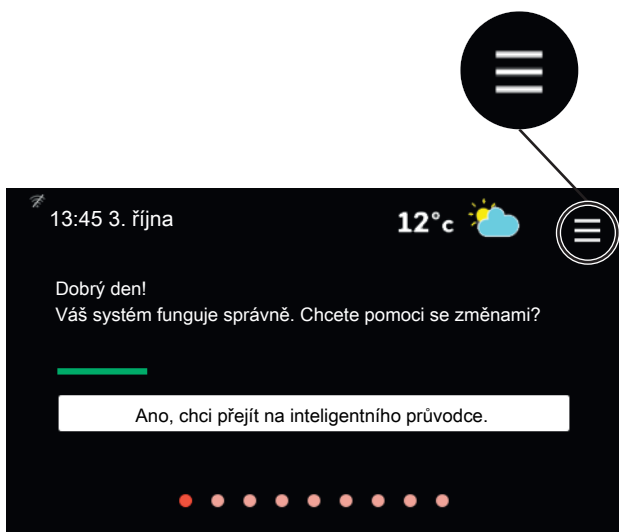 13:45 3. října
12°c
Dobrý den!
Váš systém funguje správně. Chcete pomoci se změnami?
Ano, chci přejít na inteligentního průvodce.